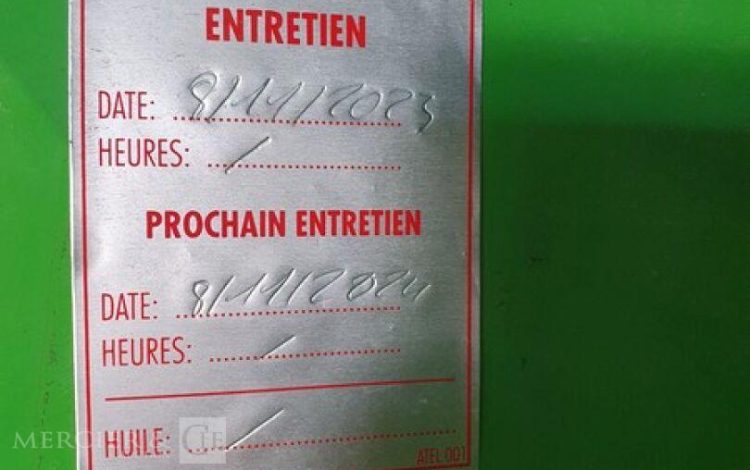 ENTRETIEN
DATE: 8/11/2023
HEURES: /
PROCHAIN ENTRETIEN
DATE: 8/11/2024
HEURES: /
HUILE: /
ATEL 001